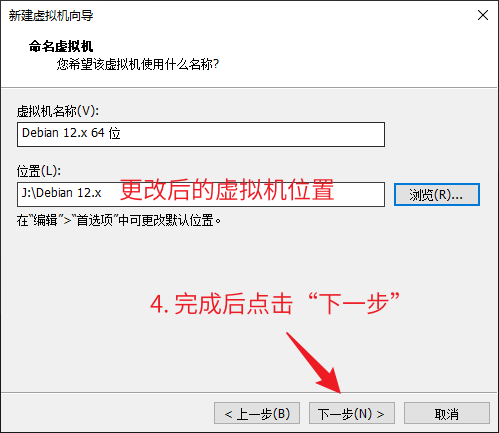 新建虚拟机向导
命名虚拟机
您希望该虚拟机使用什么名称?
虚拟机名称(V):
Debian 12.x 64 位
位置(L):
J:\Debian 12.x
更改后的虚拟机位置
浏览(R)...
在“编辑”>“首选项”中可更改默认位置。
4. 完成后点击“下一步”
< 上一步(B)
下一步(N) >
取消